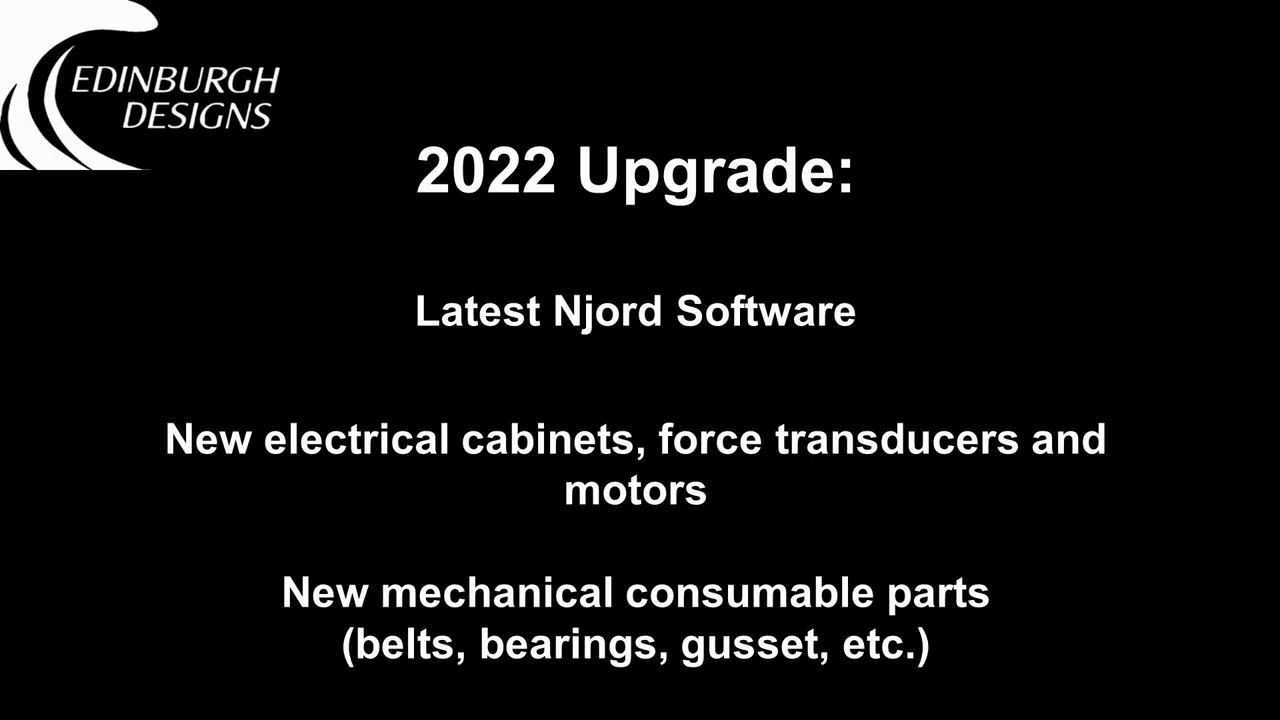 EDINBURGH
DESIGNS
2022 Upgrade:
Latest Njord Software
New electrical cabinets, force transducers and
motors
New mechanical consumable parts
(belts, bearings, gusset, etc.)